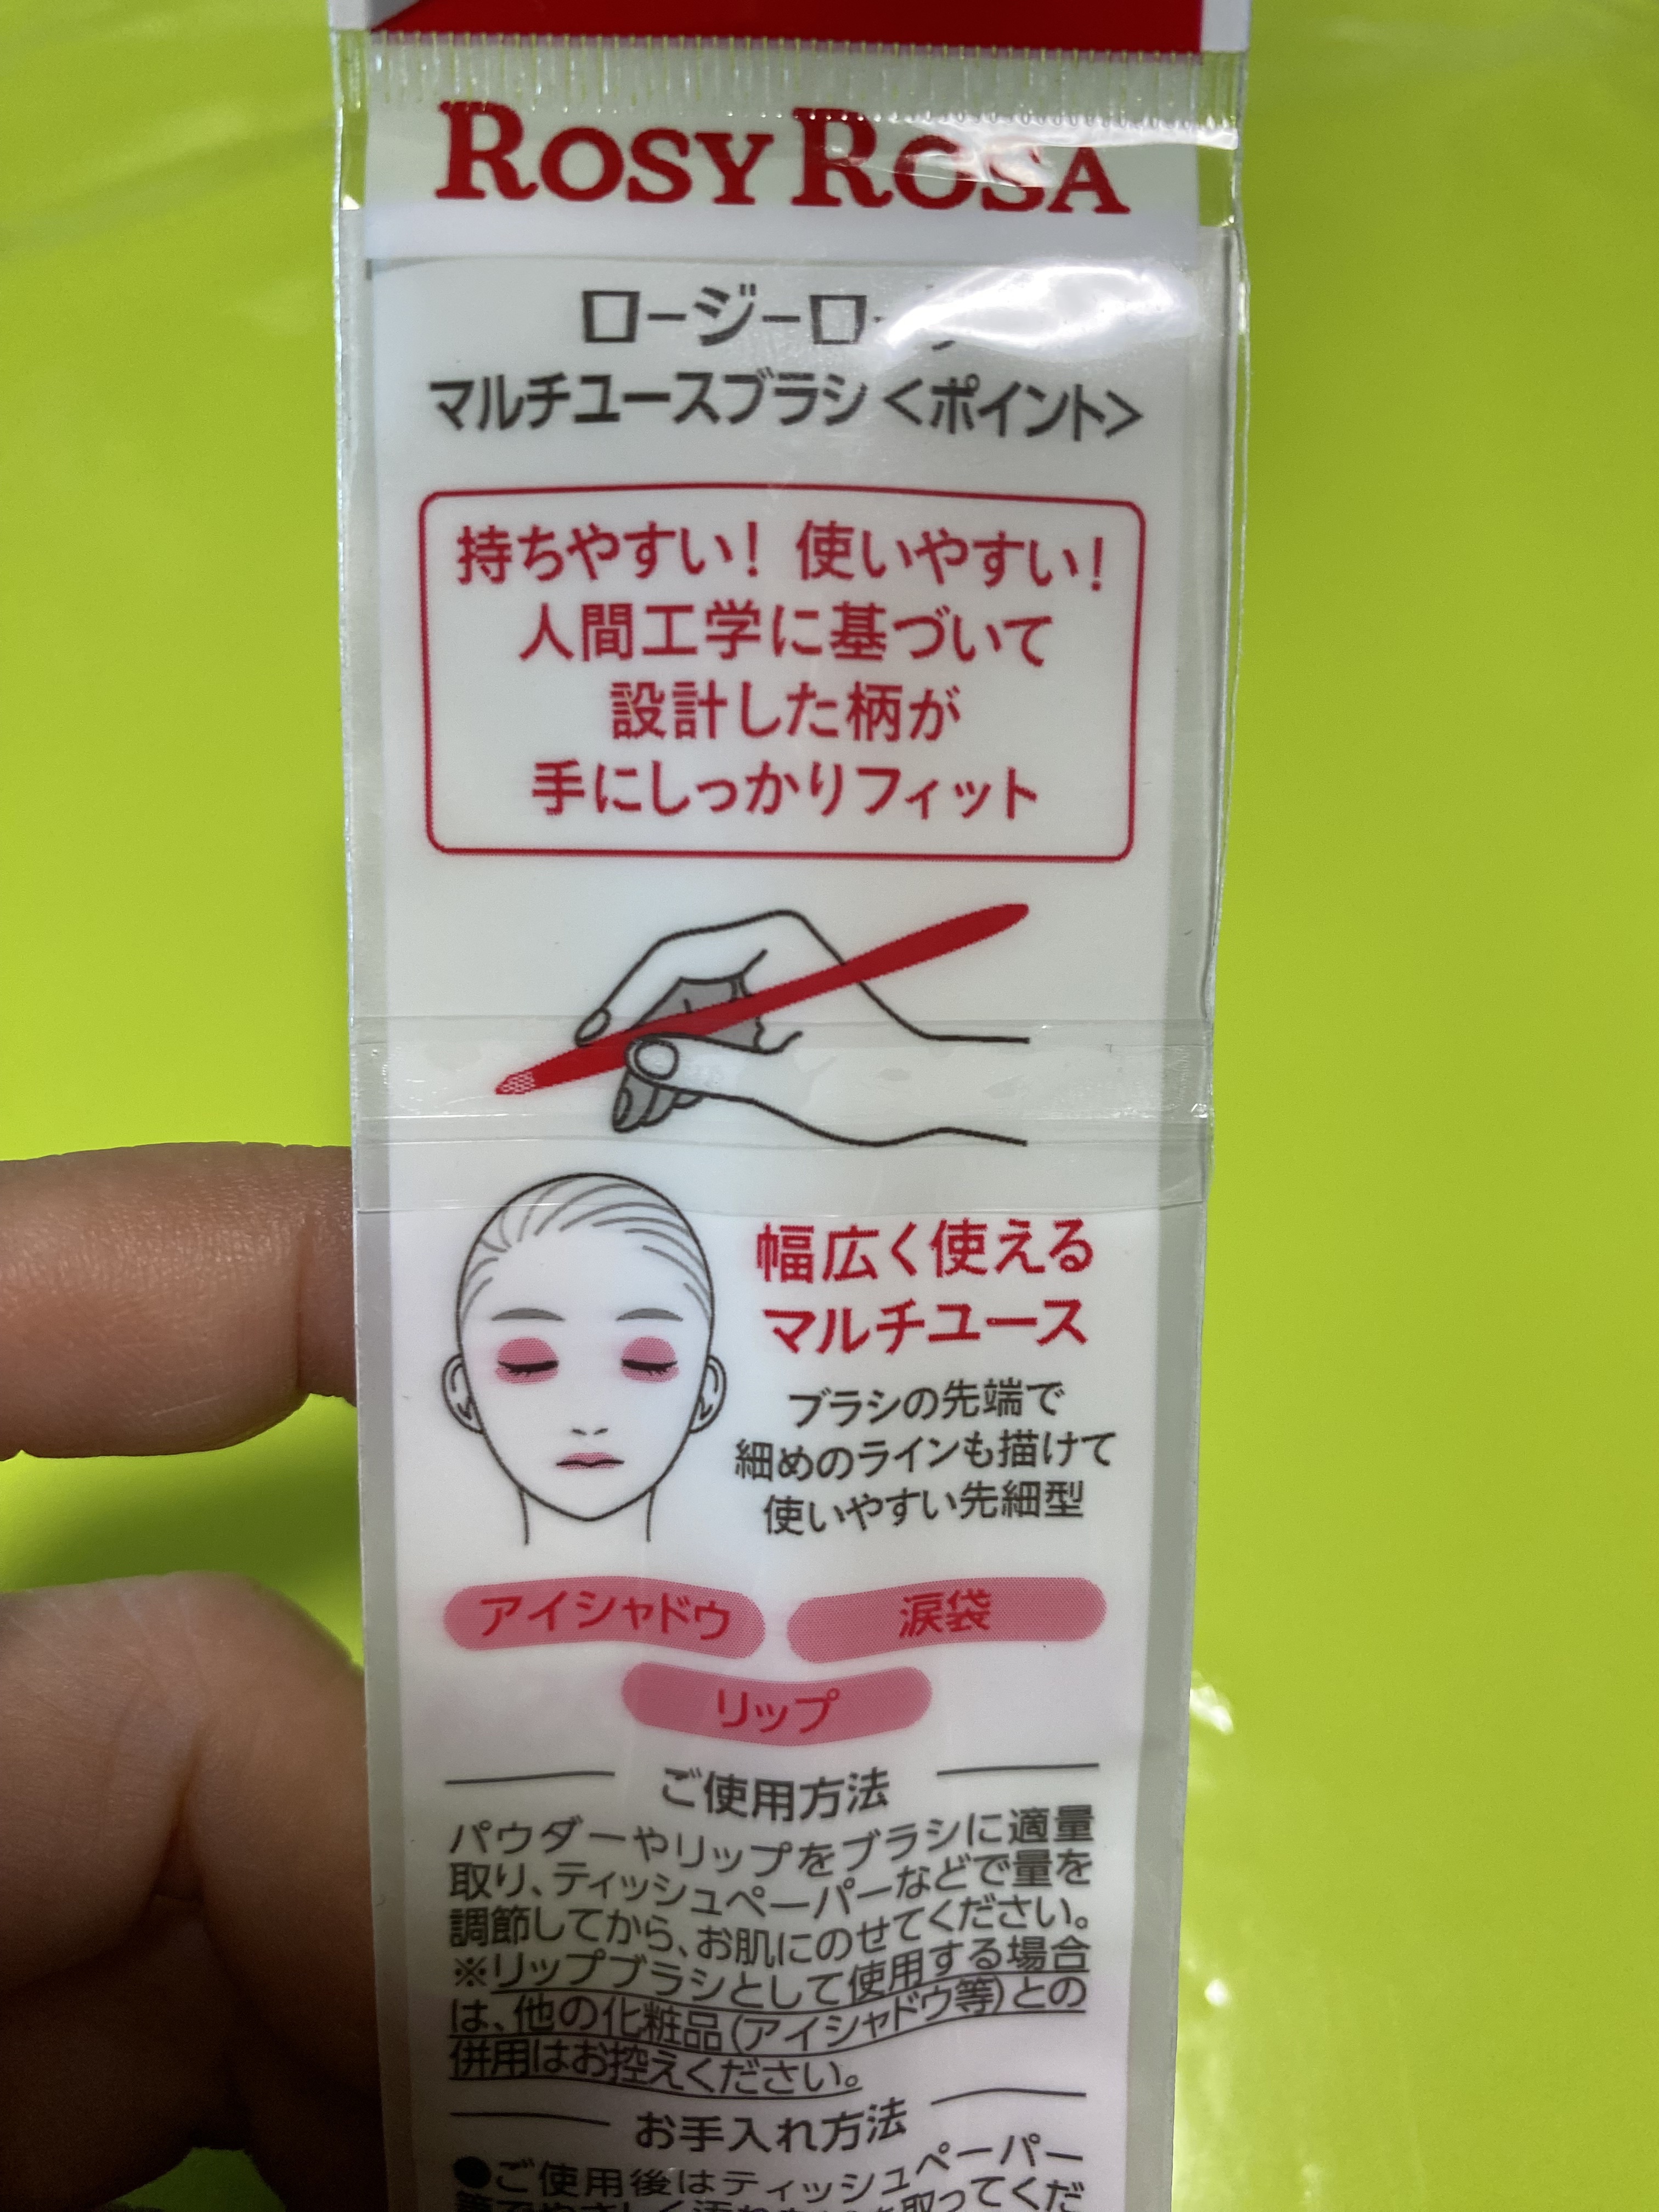 ROSY ROSA
ロージーロ
マルチユースブラシ<ポイント>
持ちやすい! 使いやすい!
人間工学に基づいて
設計した柄が
手にしっかりフィット
幅広く使える
マルチユース
ブラシの先端で
細めのラインも描けて
使いやすい先細型
アイシャドウ
涙袋
リップ
ご使用方法
パウダーやリップをブラシに適量
取り、ティッシュペーパーなどで量を
調節してから、お肌にのせてください。
※リップブラシとして使用する場合
は、他の化粧品(アイシャドウ等)との
併用はお控えください。
お手入れ方法
●ご使用後はティッシュペーパー